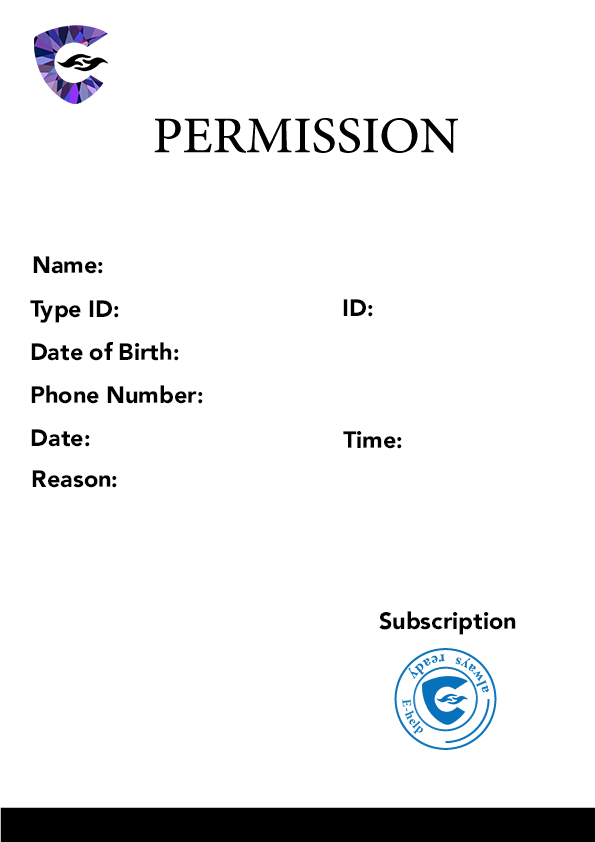 PERMISSION
Name:
Type ID:
ID:
Date of Birth:
Phone Number:
Date:
Time:
Reason:
Subscription
always ready
E-help